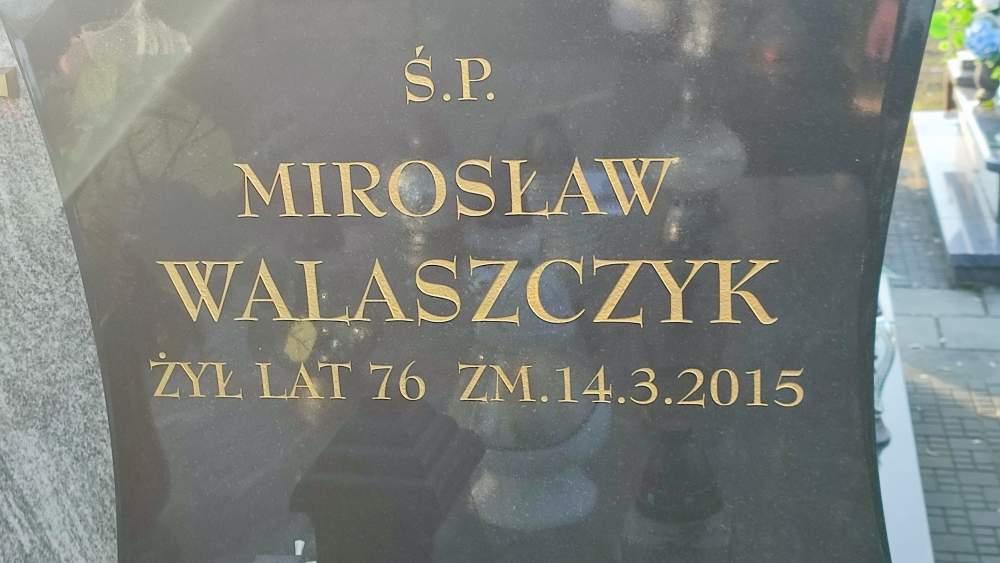 Ś.P.
MIROSŁAW
WALASZCZYK
ŻYŁ LAT 76 ZM.14.3.2015